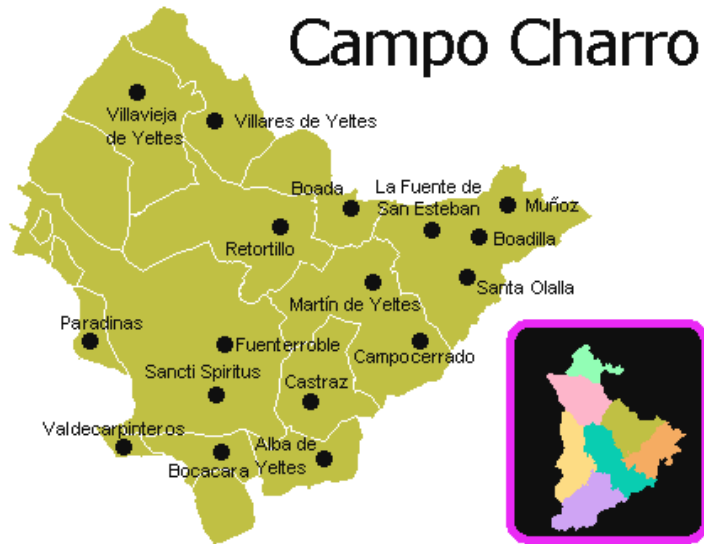 Campo Charro
Villavieja
de Yeltes
Villares de Yeltes
Boada
La Fuente de
San Esteban
Muñoz
Retortillo
Boadilla
Martín de Yeltes
Santa Olalla
Paradinas
Fuenterroble
Campocerrado
Sancti Spiritus
Castraz
Valdecarpinteros
Bocacara
Alba de
Yeltes